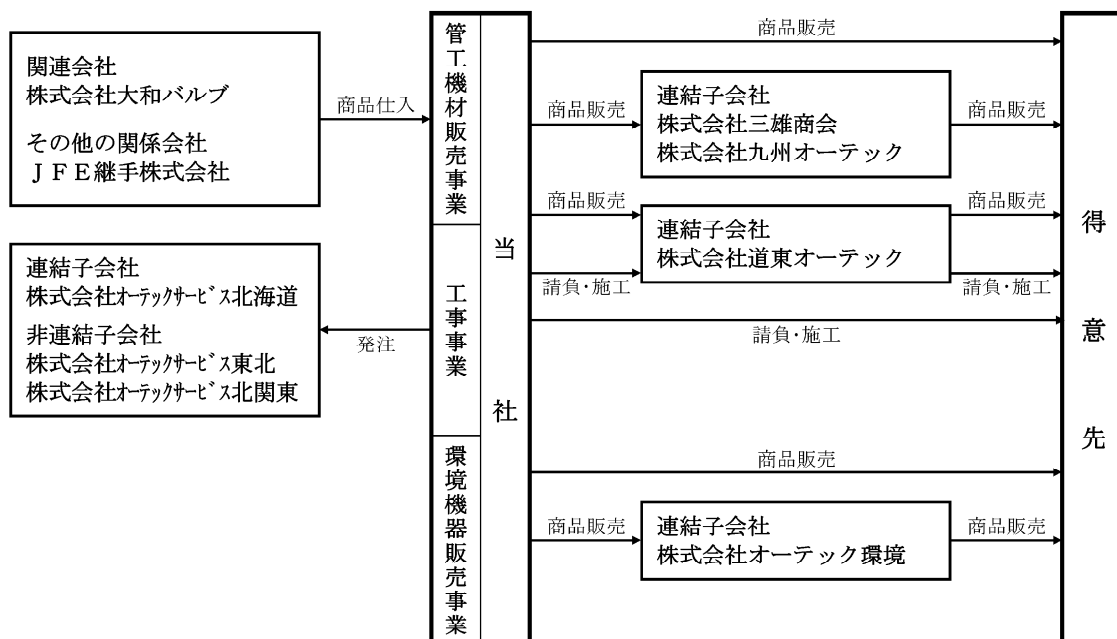 関連会社
株式会社大和バルブ
その他の関係会社
ＪＦＥ継手株式会社
商品仕入
連結子会社
株式会社ｵｰﾃｯｸｻｰﾋﾞｽ北海道
非連結子会社
株式会社ｵｰﾃｯｸｻｰﾋﾞｽ東北
株式会社ｵｰﾃｯｸｻｰﾋﾞｽ北関東
発注
管工機材販売事業
工事事業
環境機器販売事業
当社
商品販売
商品販売
連結子会社
株式会社三雄商会
株式会社九州オーテック
商品販売
商品販売
請負･施工
連結子会社
株式会社道東オーテック
商品販売
請負･施工
請負･施工
商品販売
商品販売
連結子会社
株式会社オーテック環境
商品販売
得意先